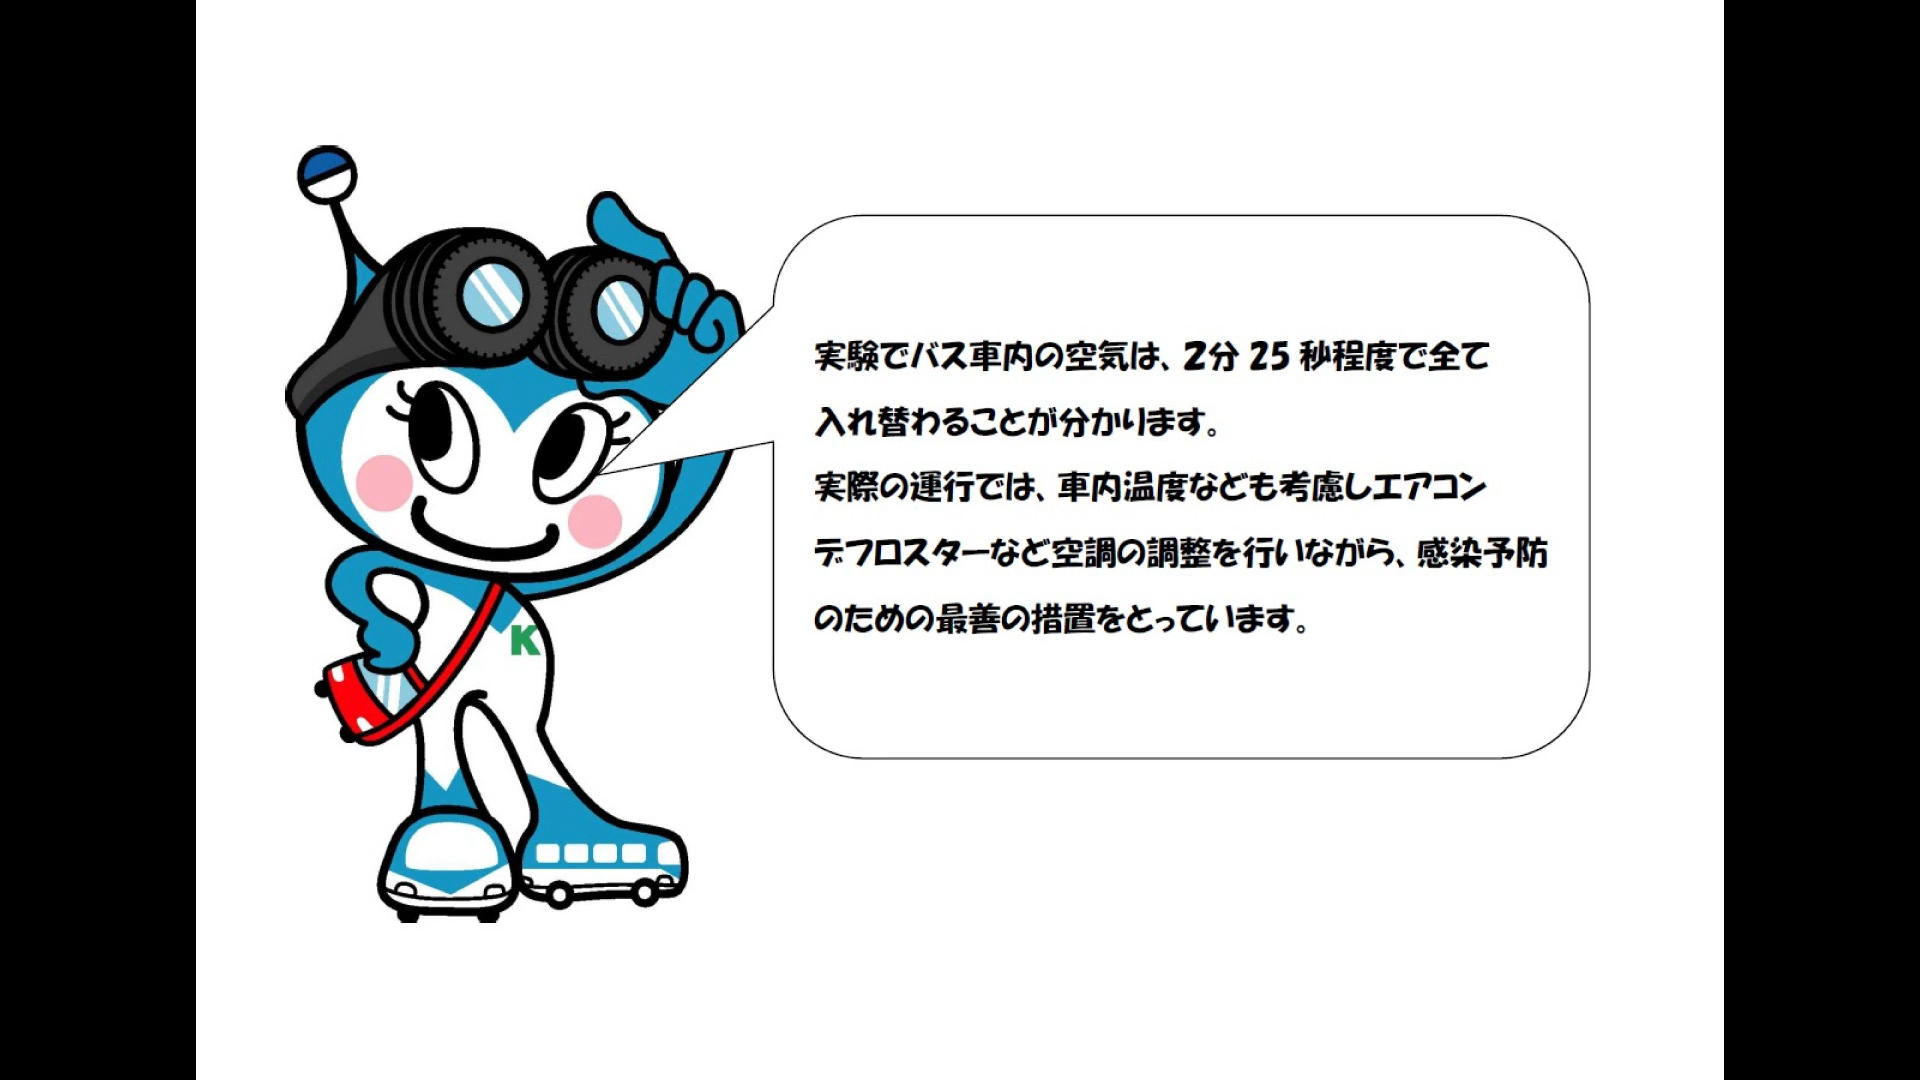 実験でバス車内の空気は、2分25秒程度で全て
入れ替わることが分かります。
実際の運行では、車内温度なども考慮しエアコン
デフロスターなど空調の調整を行いながら、感染予防
のための最善の措置をとっています。
K